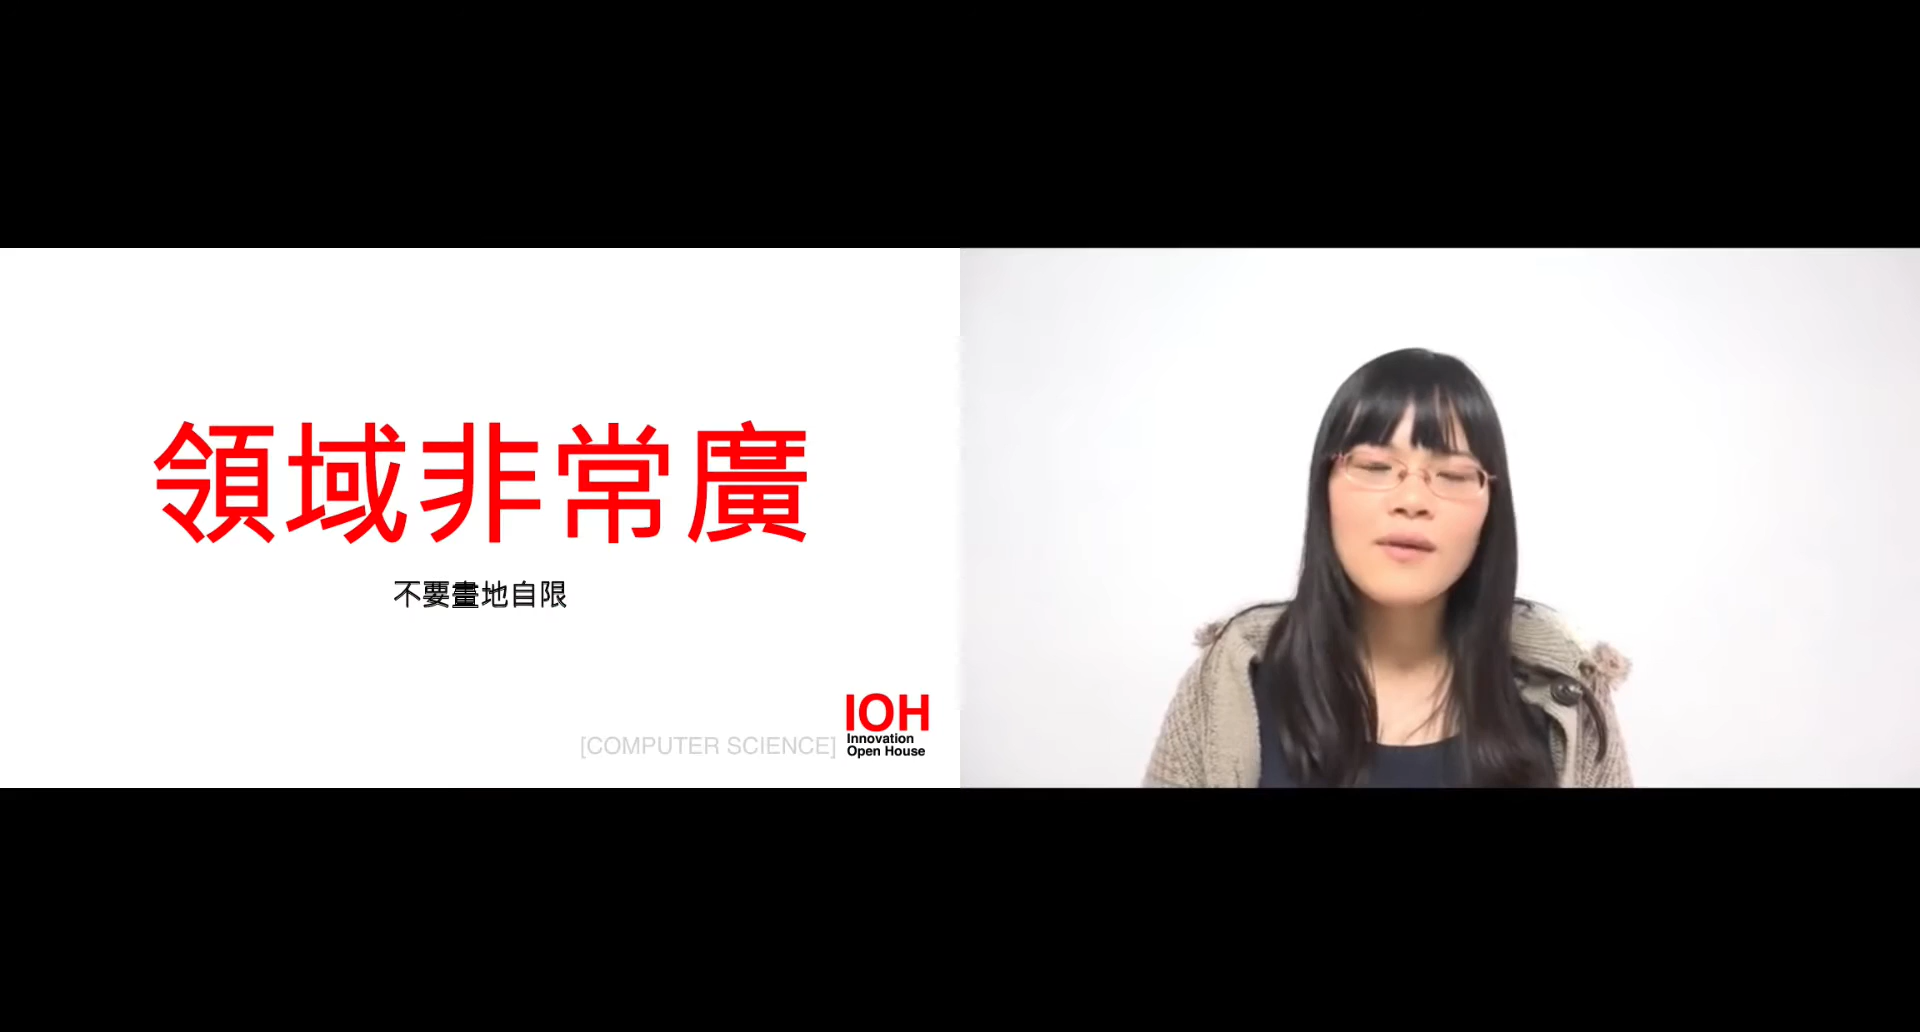 領域非常廣
不要畫地自限
[COMPUTER SCIENCE]
IOH
Innovation
Open House